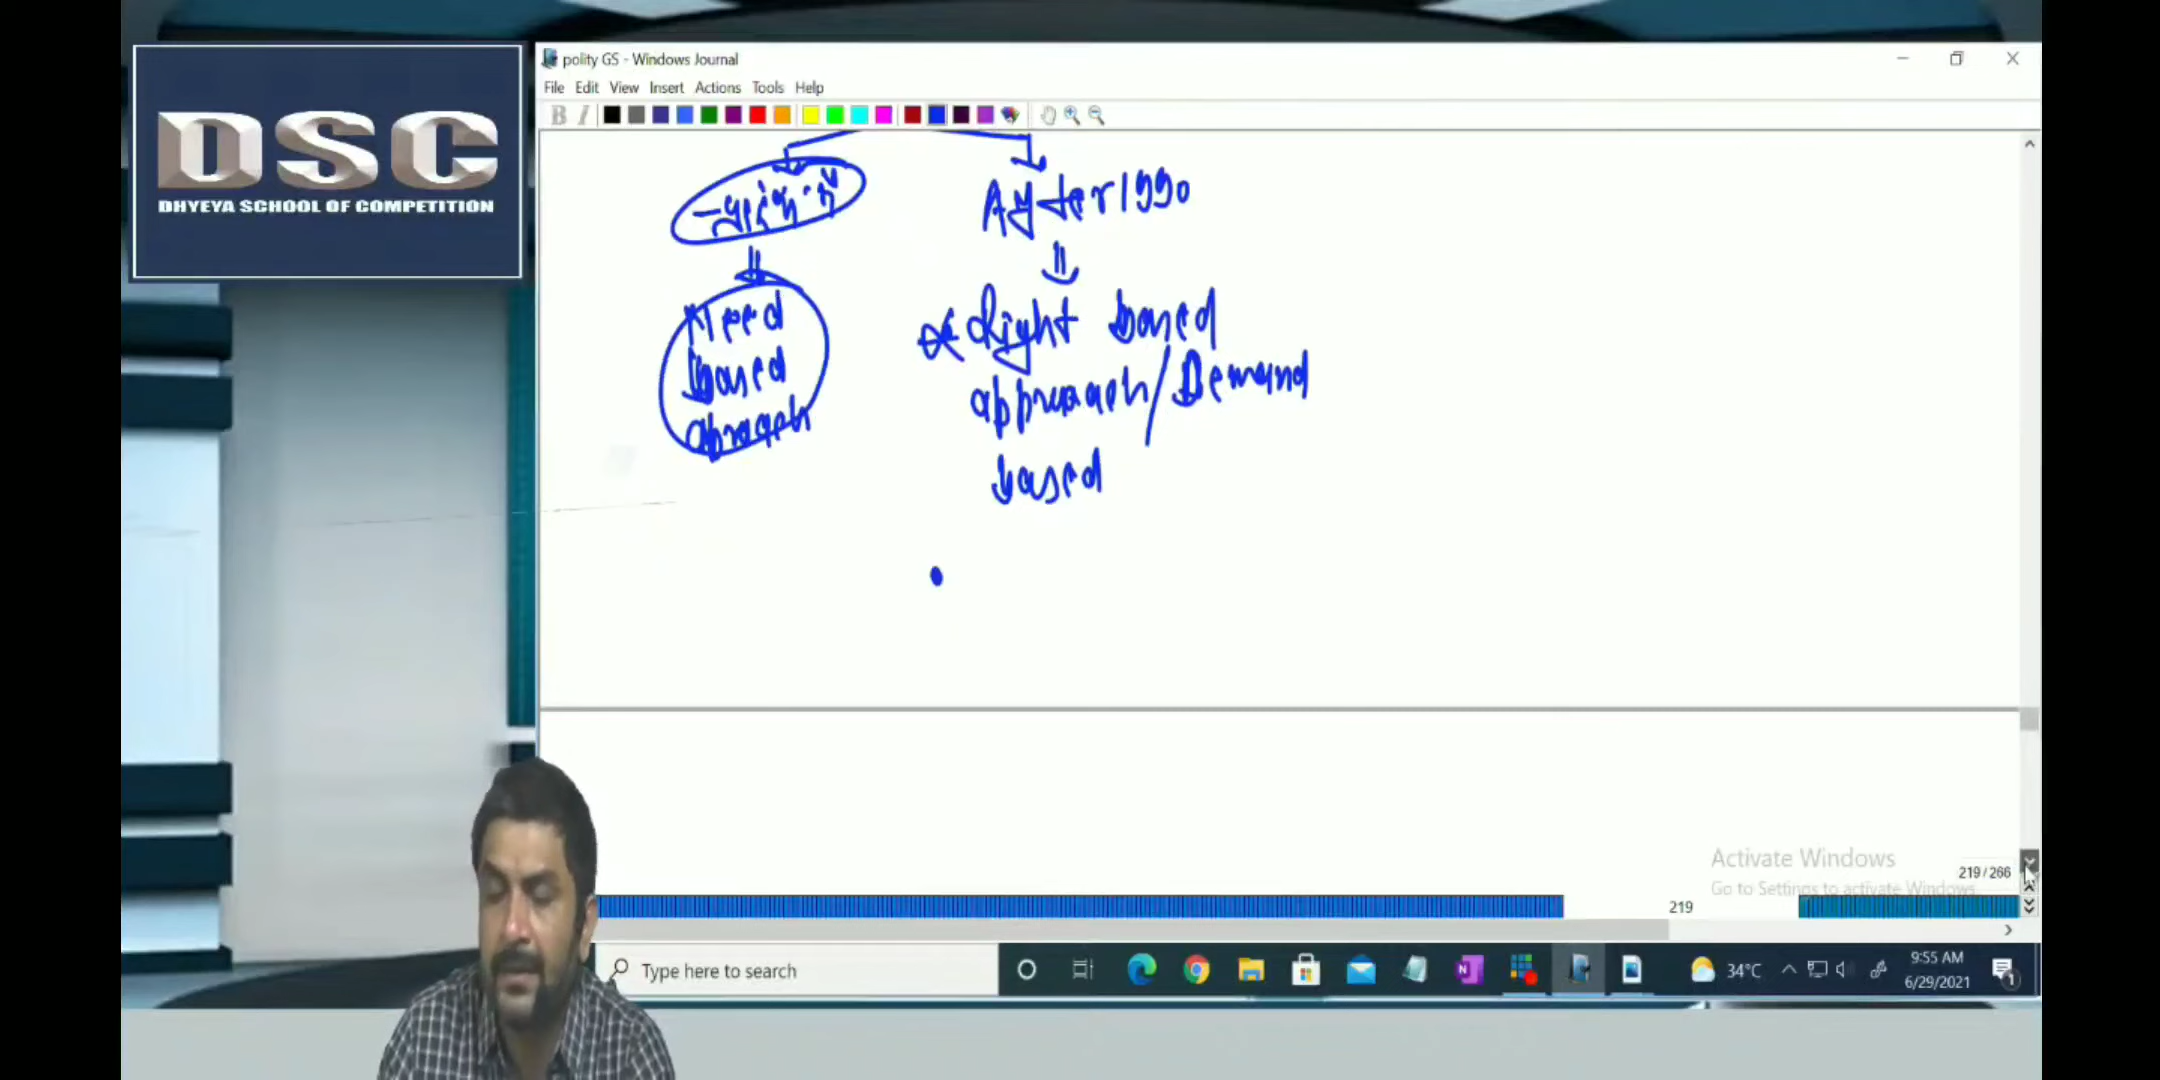 polity GS - Windows Journal
File Edit View Insert Actions Tools Help
B I
DSC
DHYEYA SCHOOL OF COMPETITION
After 1990
Need
based
approach
Right based
approach/Demand
based
Activate Windows
Go to Settings to activate Windows.
219 / 266
219
Type here to search
34°C
9:55 AM
6/29/2021
1